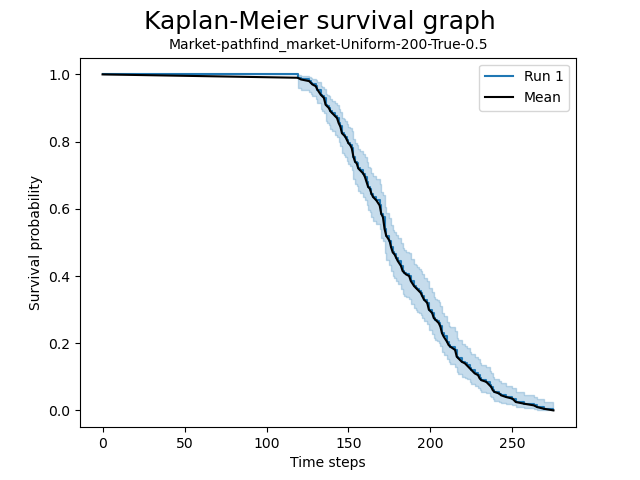 Kaplan-Meier survival graph
Market-pathfind_market-Uniform-200-True-0.5
Run 1
Mean
1.0
0.8
0.6
0.4
0.2
0.0
Survival probability
0
50
100
150
200
250
Time steps